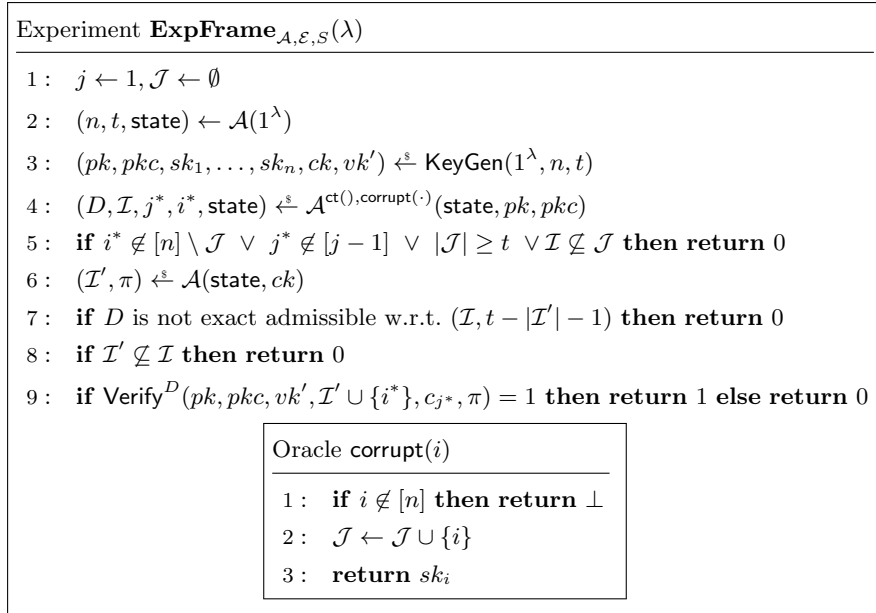 Experiment ExpFrame_{𝒜,ℰ,S}(λ)
1 : j ← 1, 𝒥 ← ∅
2 : (n, t, state) ← 𝒜(1^λ)
3 : (pk, pkc, sk_1, . . . , sk_n, ck, vk′) ←$ KeyGen(1^λ, n, t)
4 : (D, ℐ, j*, i*, state) ←$ 𝒜^{ct(),corrupt(·)}(state, pk, pkc)
5 : if i* ∉ [n] \ 𝒥 ∨ j* ∉ [j − 1] ∨ |𝒥| ≥ t ∨ ℐ ⊈ 𝒥 then return 0
6 : (ℐ′, π) ←$ 𝒜(state, ck)
7 : if D is not exact admissible w.r.t. (ℐ, t − |ℐ′| − 1) then return 0
8 : if ℐ′ ⊈ ℐ then return 0
9 : if Verify^D(pk, pkc, vk′, ℐ′ ∪ {i*}, c_{j*}, π) = 1 then return 1 else return 0
Oracle corrupt(i)
1 : if i ∉ [n] then return ⊥
2 : 𝒥 ← 𝒥 ∪ {i}
3 : return sk_i